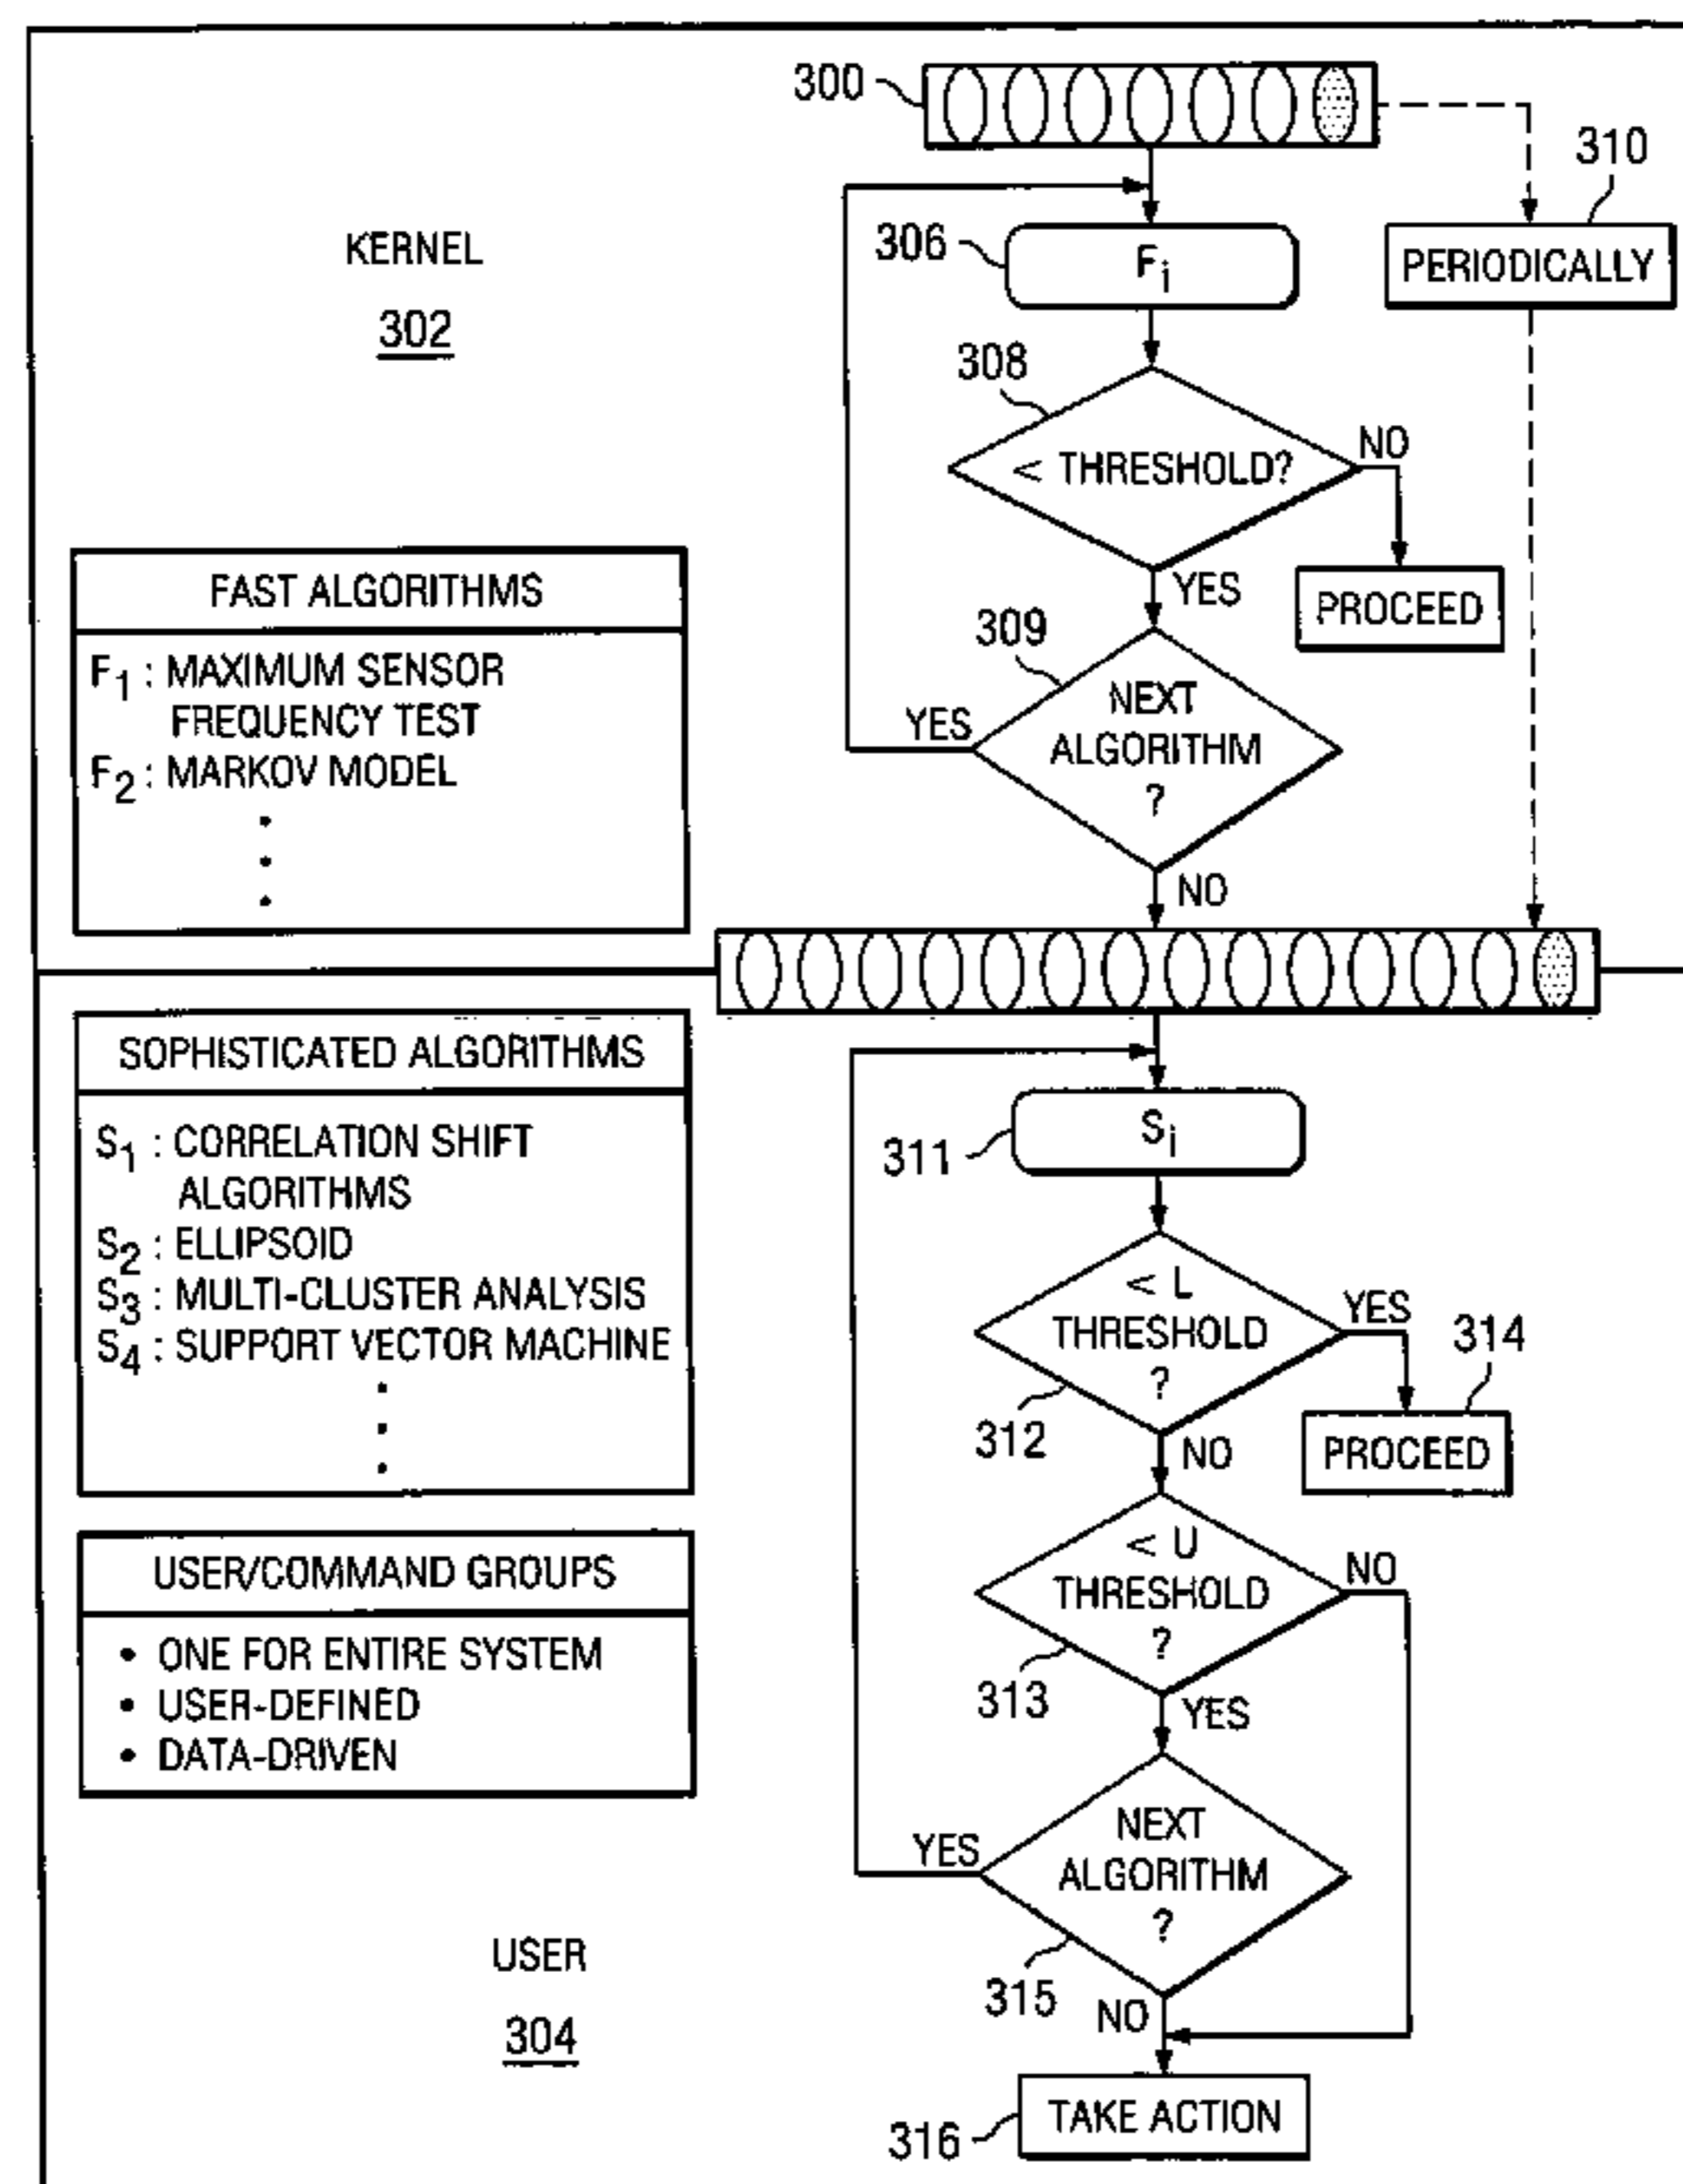 300
310
KERNEL
302
306
Fi
PERIODICALLY
308
< THRESHOLD?
NO
YES
PROCEED
FAST ALGORITHMS
F1 : MAXIMUM SENSOR
FREQUENCY TEST
F2 : MARKOV MODEL
309
NEXT
ALGORITHM
?
YES
NO
SOPHISTICATED ALGORITHMS
S1 : CORRELATION SHIFT
ALGORITHMS
S2 : ELLIPSOID
S3 : MULTI-CLUSTER ANALYSIS
S4 : SUPPORT VECTOR MACHINE
311
Si
< L
THRESHOLD
?
YES
314
312
NO
PROCEED
USER/COMMAND GROUPS
• ONE FOR ENTIRE SYSTEM
• USER-DEFINED
• DATA-DRIVEN
< U
THRESHOLD
?
NO
313
YES
NEXT
ALGORITHM
?
YES
315
NO
USER
304
316
TAKE ACTION